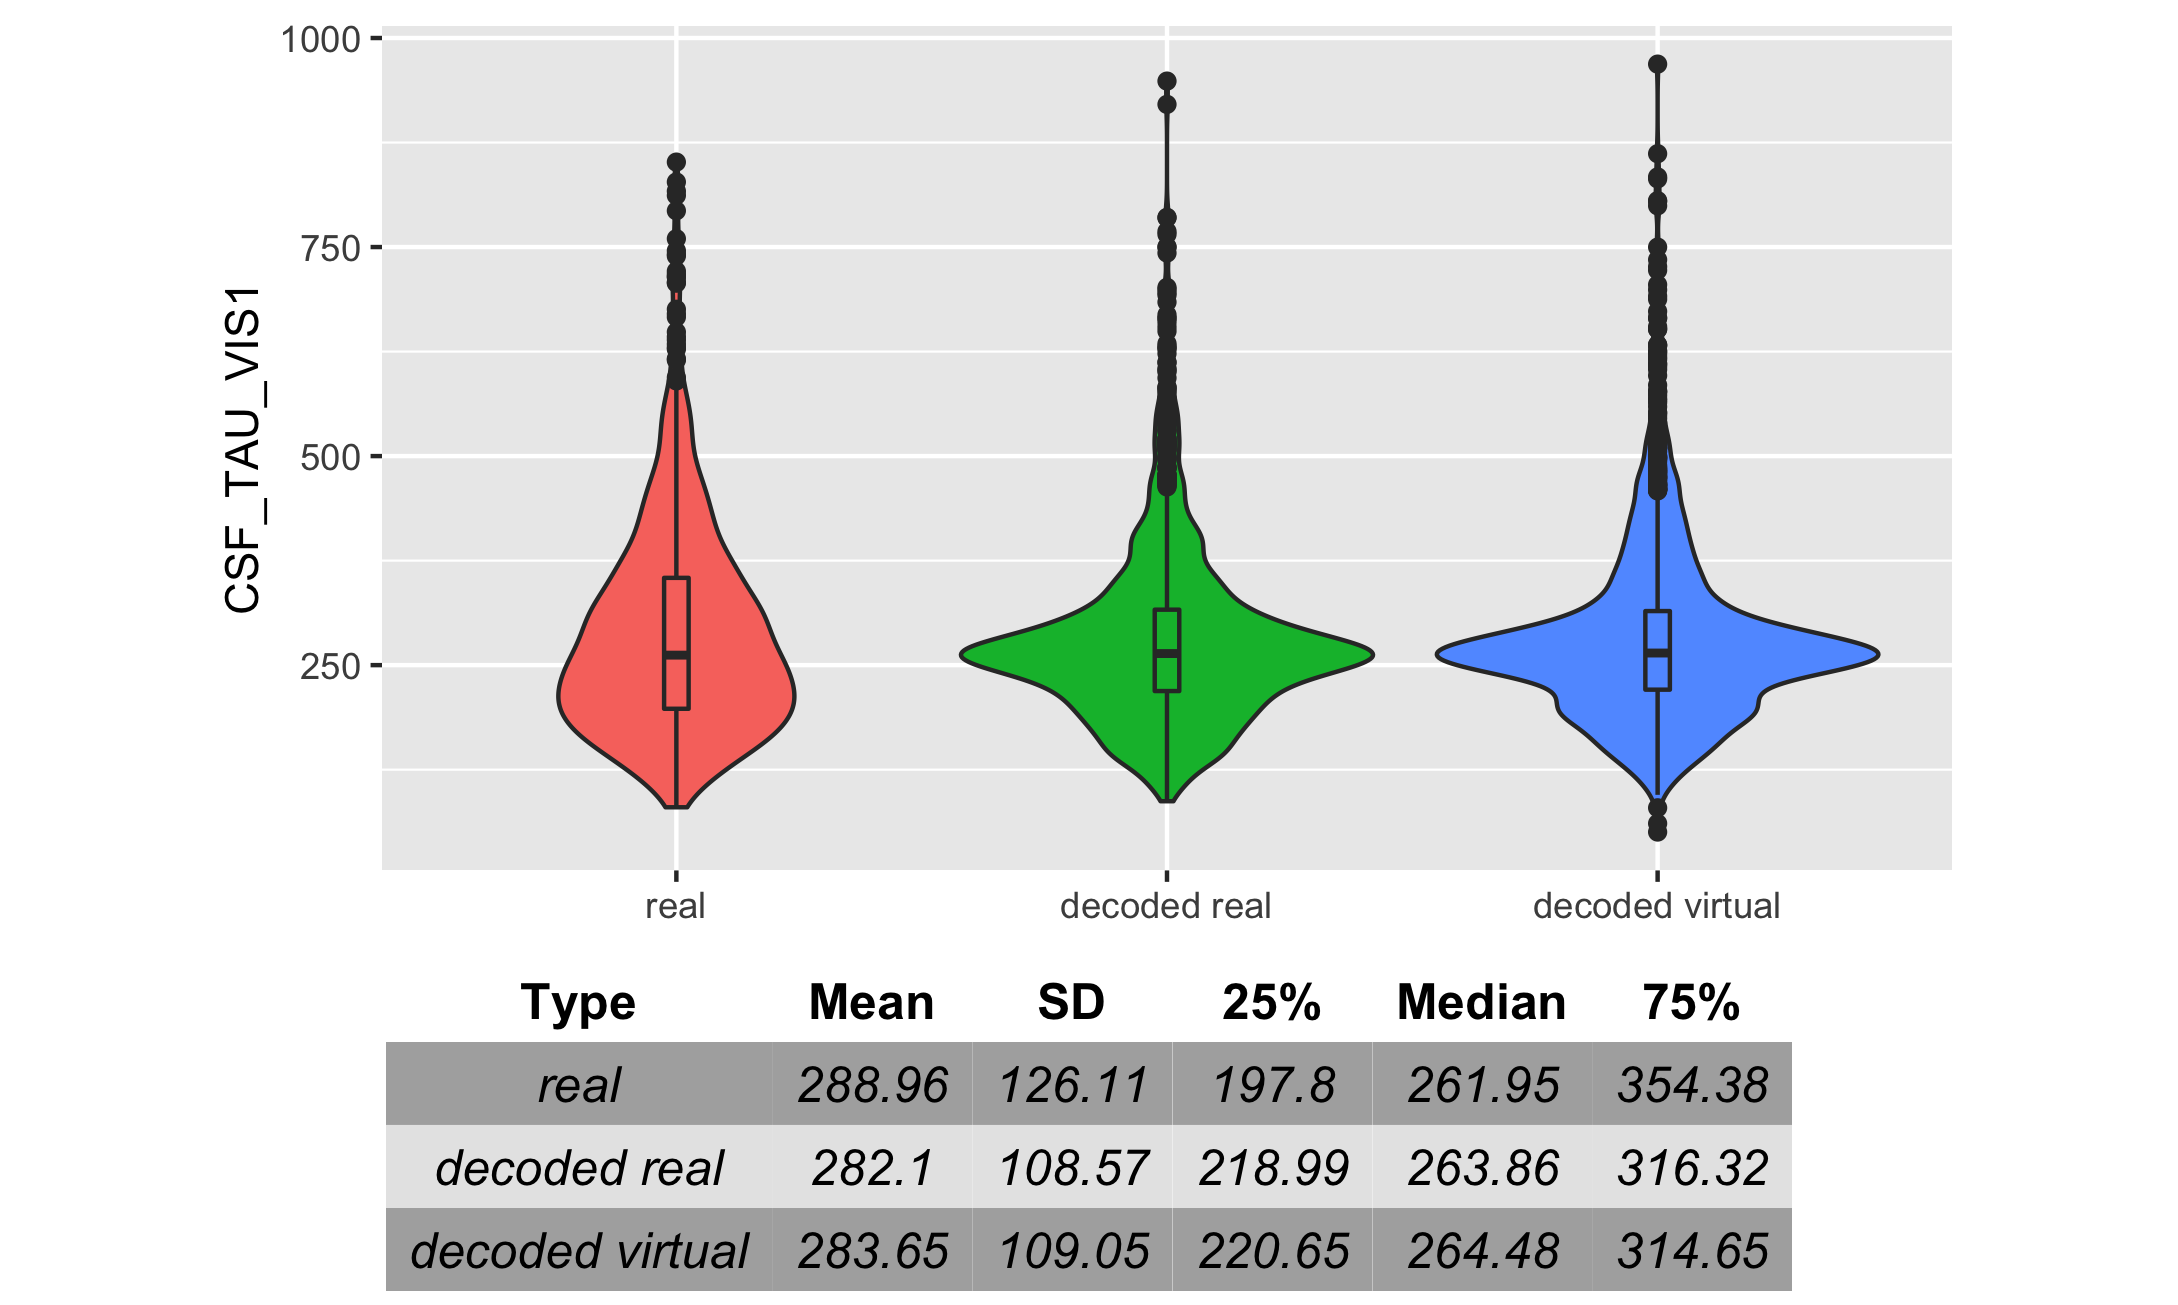 1000
750
500
250
CSF_TAU_VIS1
real decoded real decoded virtual
Type Mean SD 25% Median 75%
real 288.96 126.11 197.8 261.95 354.38
decoded real 282.1 108.57 218.99 263.86 316.32
decoded virtual 283.65 109.05 220.65 264.48 314.65